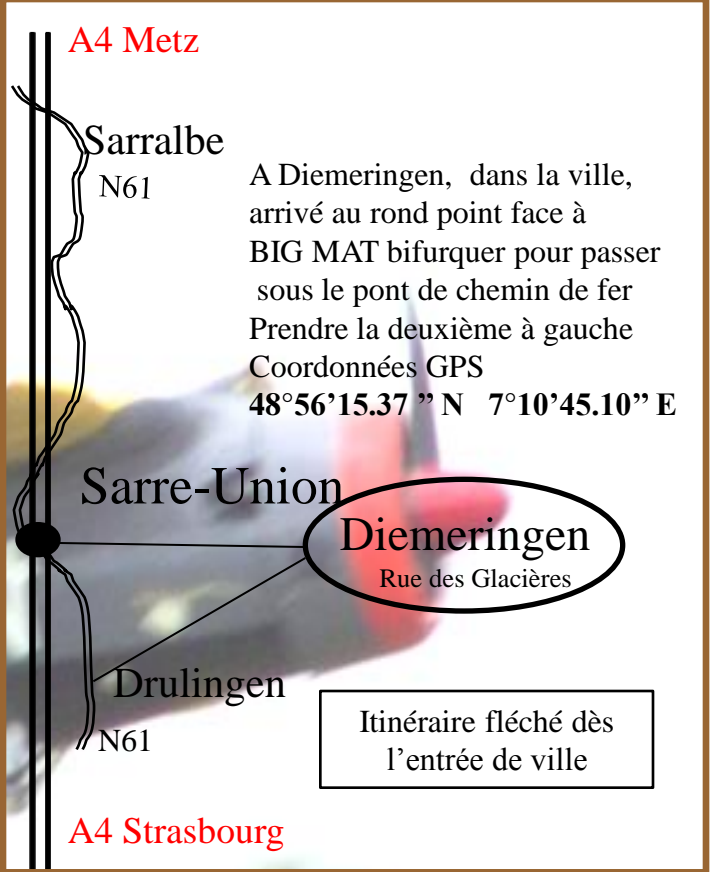 A4 Metz
Sarralbe
N61
A Diemeringen, dans la ville,
arrivé au rond point face à
BIG MAT bifurquer pour passer
sous le pont de chemin de fer
Prendre la deuxième à gauche
Coordonnées GPS
48°56’15.37 ” N 7°10’45.10” E
Sarre-Union
Diemeringen
Rue des Glacières
Drulingen
N61
Itinéraire fléché dès
l’entrée de ville
A4 Strasbourg